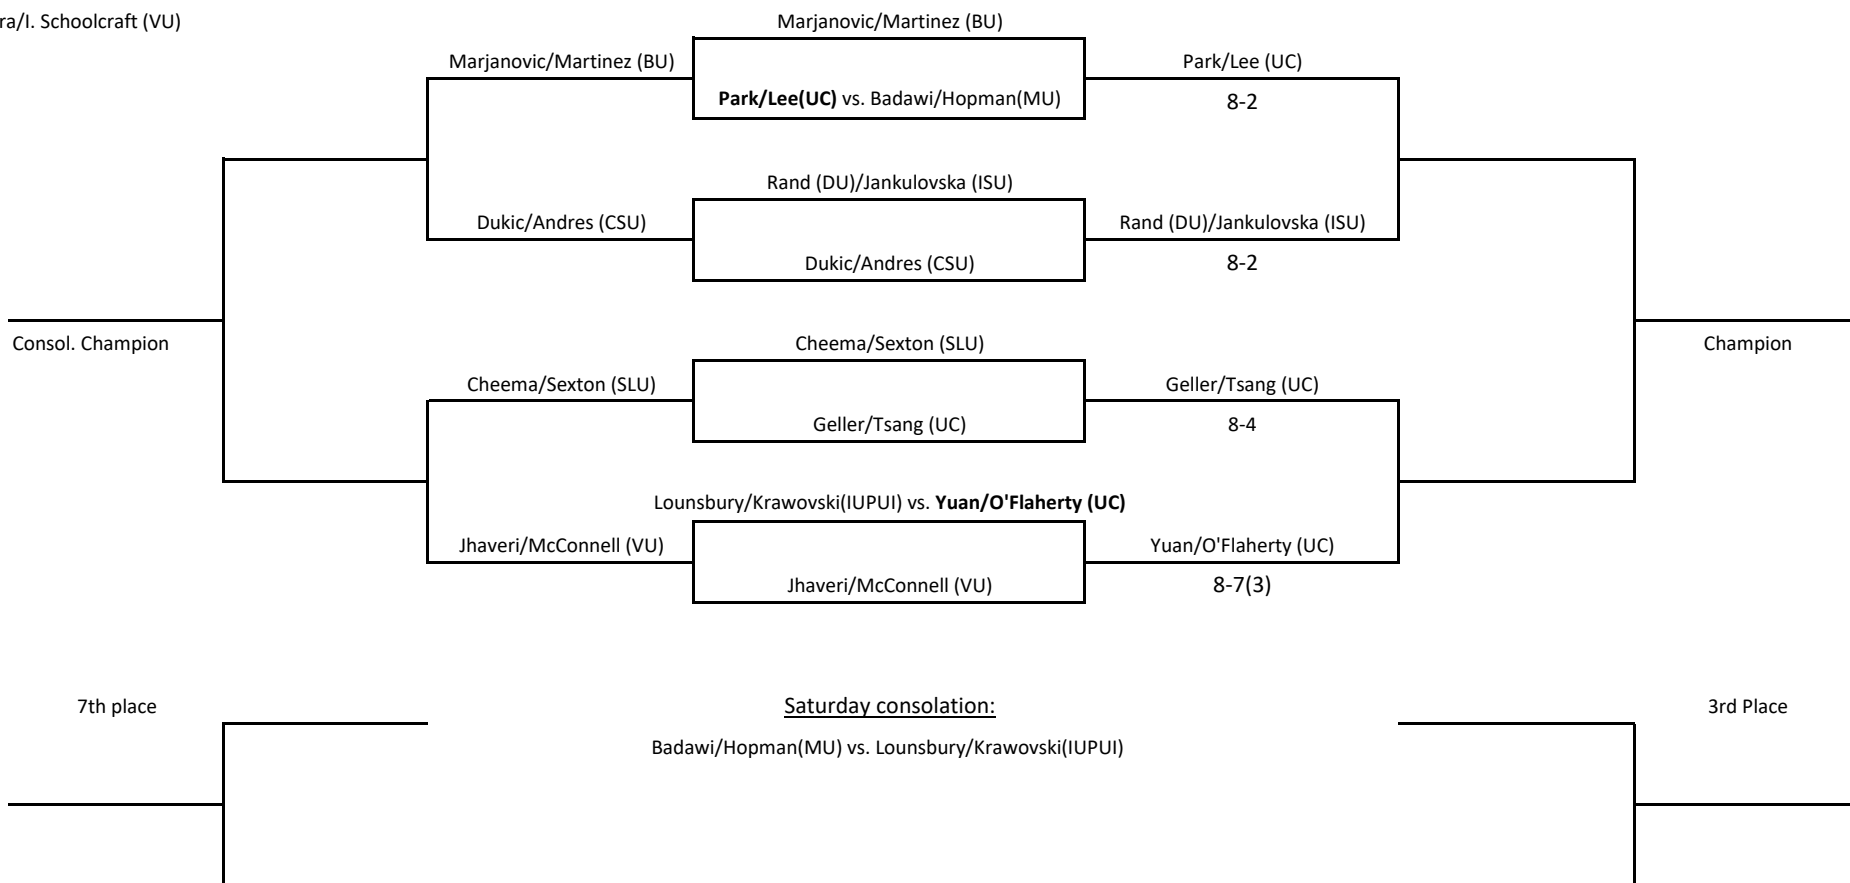 ra/I. Schoolcraft (VU)
Marjanovic/Martinez (BU)
Marjanovic/Martinez (BU)
Park/Lee (UC)
Park/Lee(UC) vs. Badawi/Hopman(MU)
8-2
Rand (DU)/Jankulovska (ISU)
Dukic/Andres (CSU)
Rand (DU)/Jankulovska (ISU)
Dukic/Andres (CSU)
8-2
Consol. Champion
Cheema/Sexton (SLU)
Champion
Cheema/Sexton (SLU)
Geller/Tsang (UC)
Geller/Tsang (UC)
8-4
Lounsbury/Krawovski(IUPUI) vs. Yuan/O'Flaherty (UC)
Jhaveri/McConnell (VU)
Yuan/O'Flaherty (UC)
Jhaveri/McConnell (VU)
8-7(3)
7th place
Saturday consolation:
3rd Place
Badawi/Hopman(MU) vs. Lounsbury/Krawovski(IUPUI)